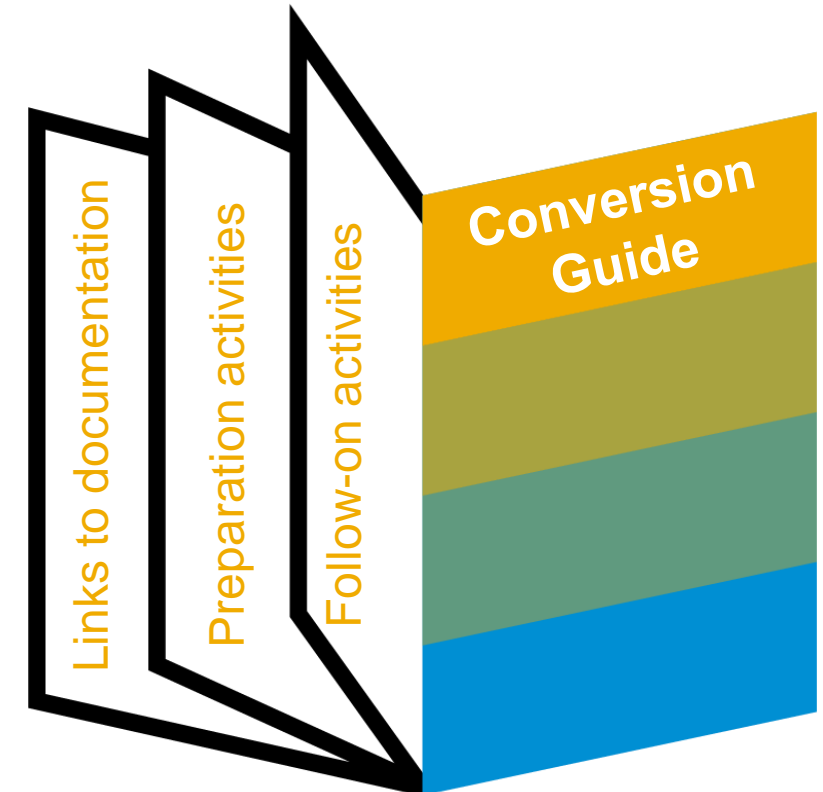 Links to documentation
Preparation activities
Follow-on activities
Conversion
Guide